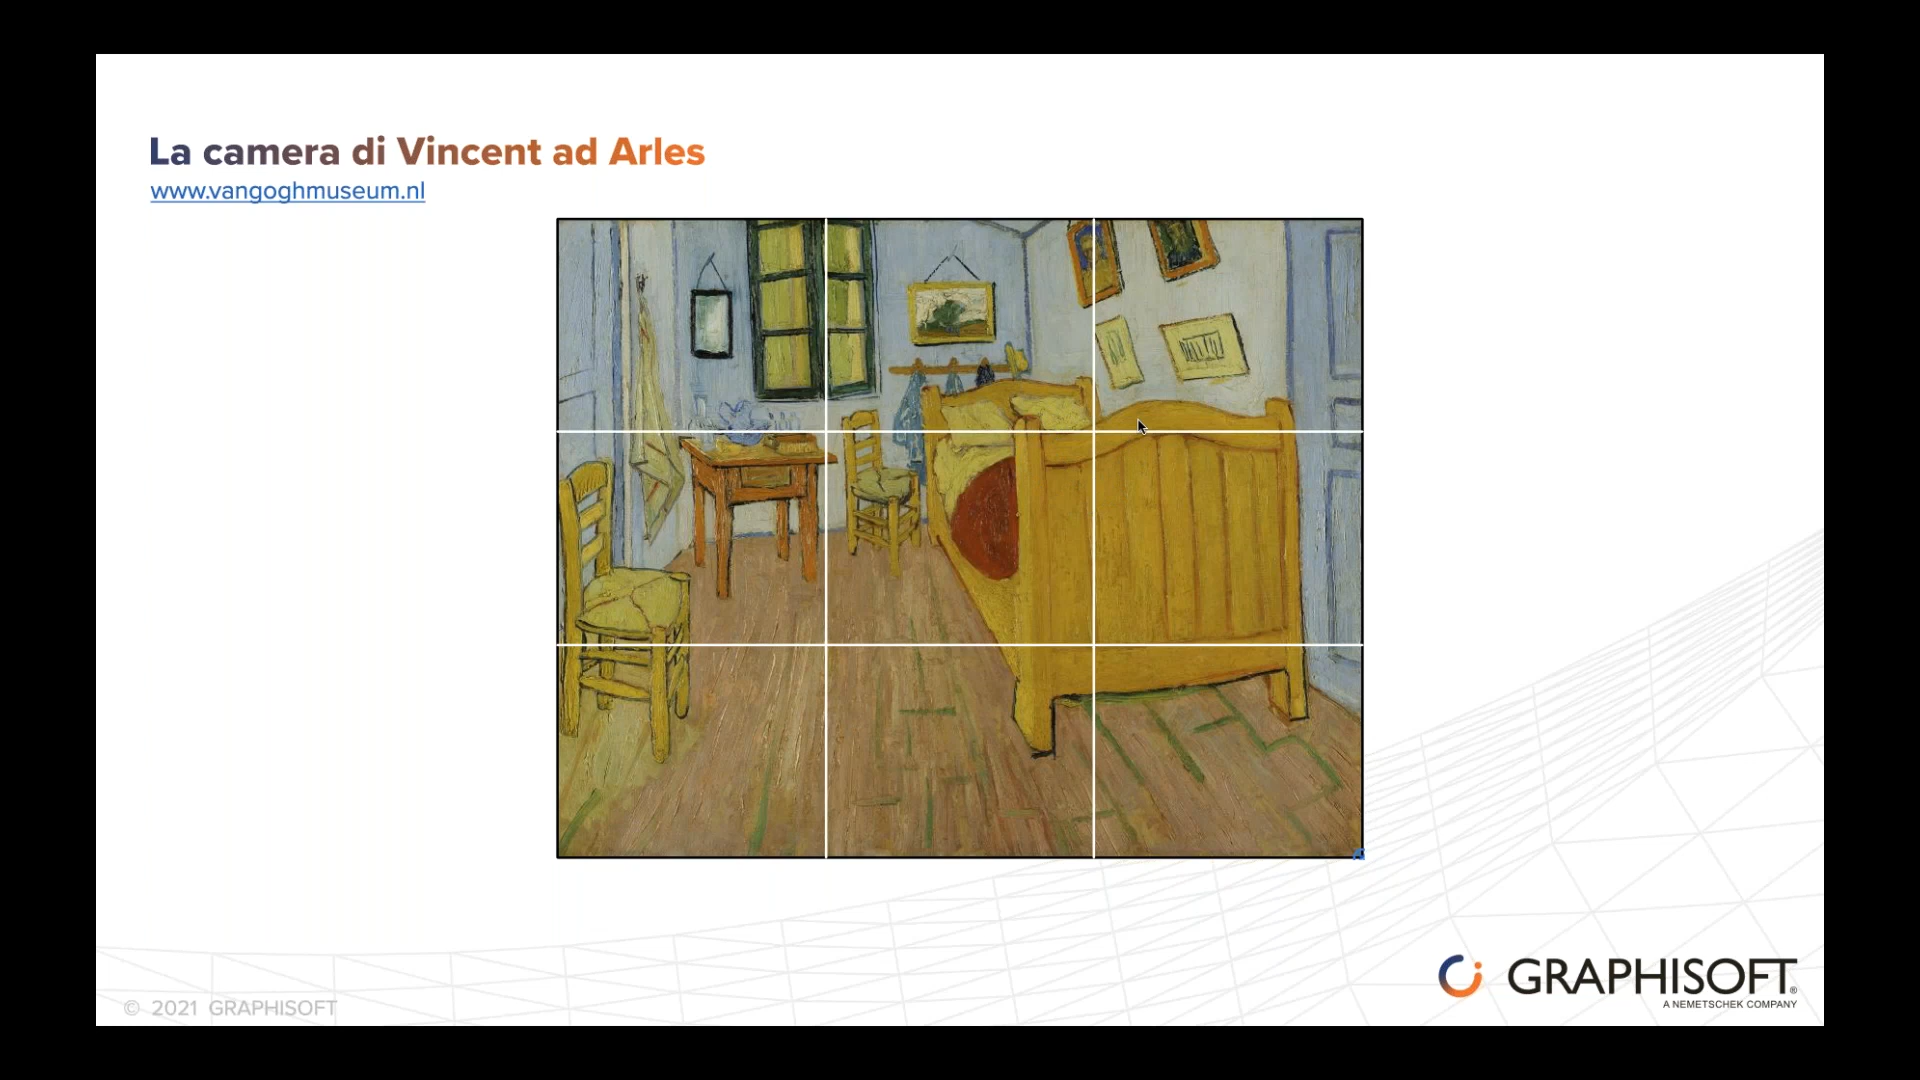 La camera di Vincent ad Arles
www.vangoghmuseum.nl
© 2021 GRAPHISOFT
GRAPHISOFT®
A NEMETSCHEK COMPANY